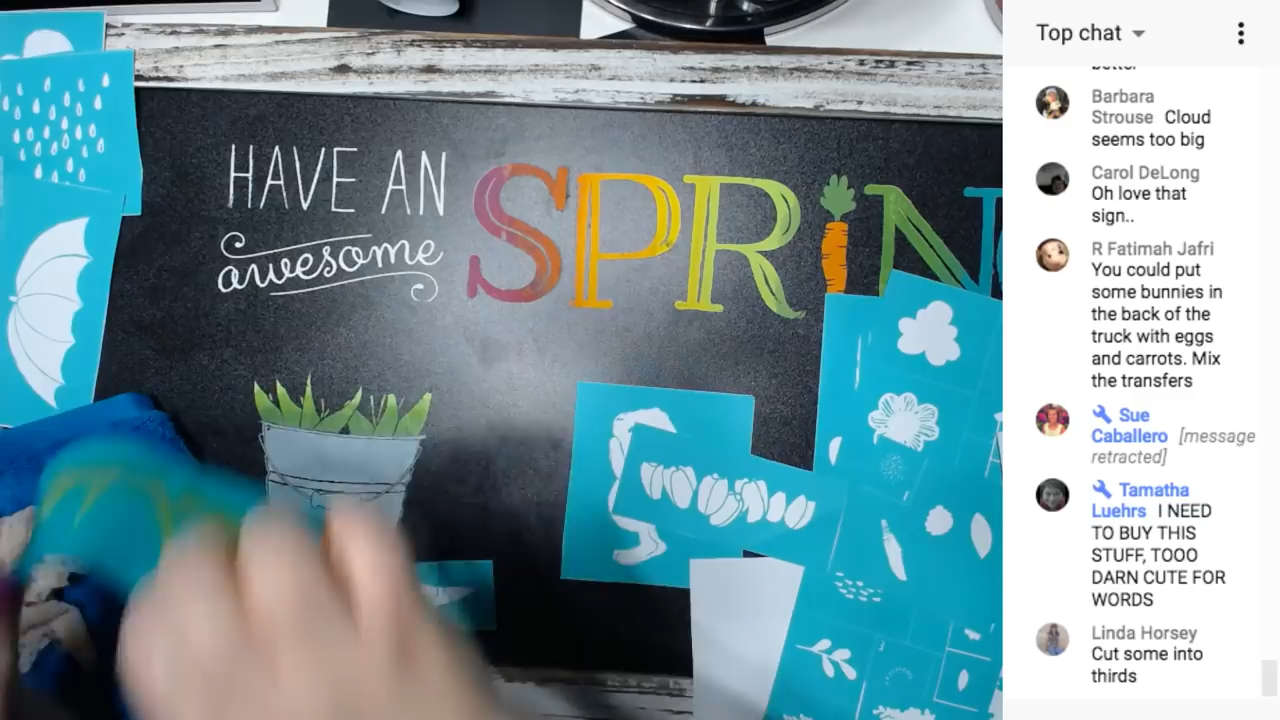 HAVE AN
awesome
SPRIN
Top chat
Barbara
Strouse Cloud
seems too big
Carol DeLong
Oh love that
sign..
R Fatimah Jafri
You could put
some bunnies in
the back of the
truck with eggs
and carrots. Mix
the transfers
Sue
Caballero [message
retracted]
Tamatha
Luehrs I NEED
TO BUY THIS
STUFF, TOOO
DARN CUTE FOR
WORDS
Linda Horsey
Cut some into
thirds